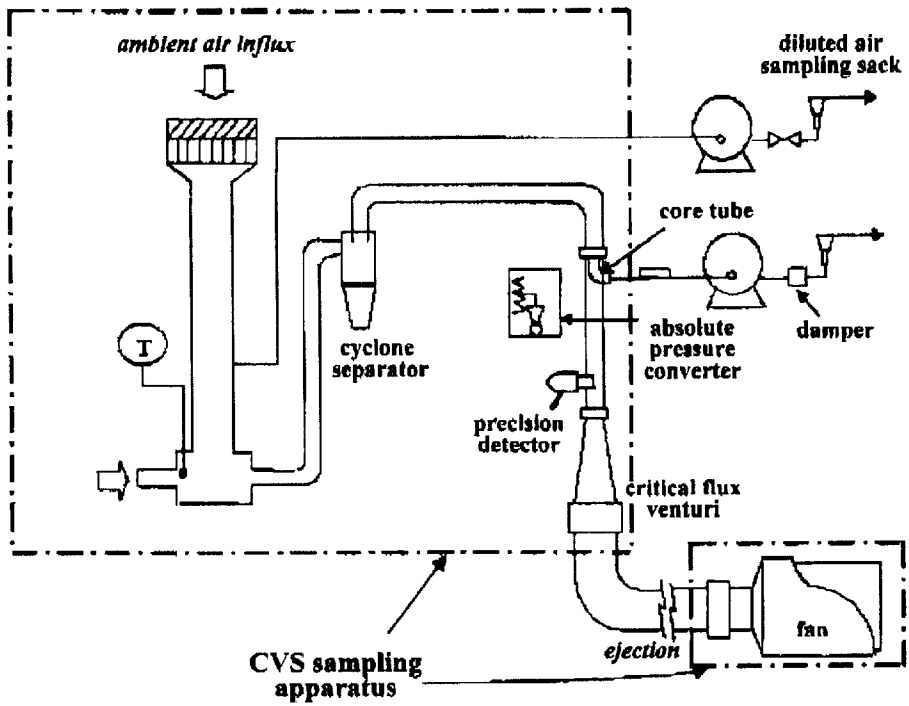 ambient air influx
diluted air
sampling sack
core tube
damper
absolute
pressure
converter
T
cyclone
separator
precision
detector
critical flux
venturi
fan
ejection
CVS sampling
apparatus